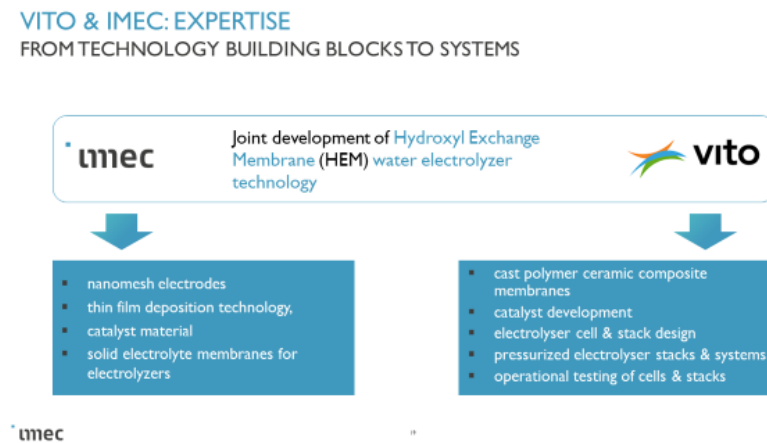 VITO & IMEC: EXPERTISE
FROM TECHNOLOGY BUILDING BLOCKS TO SYSTEMS
imec
Joint development of Hydroxyl Exchange
Membrane (HEM) water electrolyzer
technology
vito
nanomesh electrodes
thin film deposition technology,
catalyst material
solid electrolyte membranes for
electrolyzers
cast polymer ceramic composite
membranes
catalyst development
electrolyser cell & stack design
pressurized electrolyser stacks & systems
operational testing of cells & stacks
imec